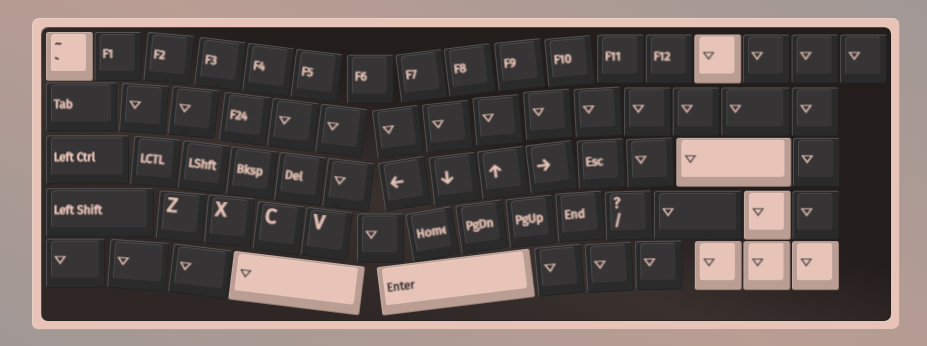 ~ F1 F2 F3 F4 F5 F6 F7 F8 F9 F10 F11 F12 ▽ ▽ ▽ ▽
`
Tab ▽ ▽ F24 ▽ ▽ ▽ ▽ ▽ ▽ ▽ ▽ ▽ ▽ ▽
Left Ctrl LCTL LShft Bksp Del ▽ ← ↓ ↑ → Esc ▽ ▽ ▽
Left Shift Z X C V ▽ Home PgDn PgUp End ? ▽ ▽ ▽
/
▽ ▽ ▽ ▽ Enter ▽ ▽ ▽ ▽ ▽ ▽